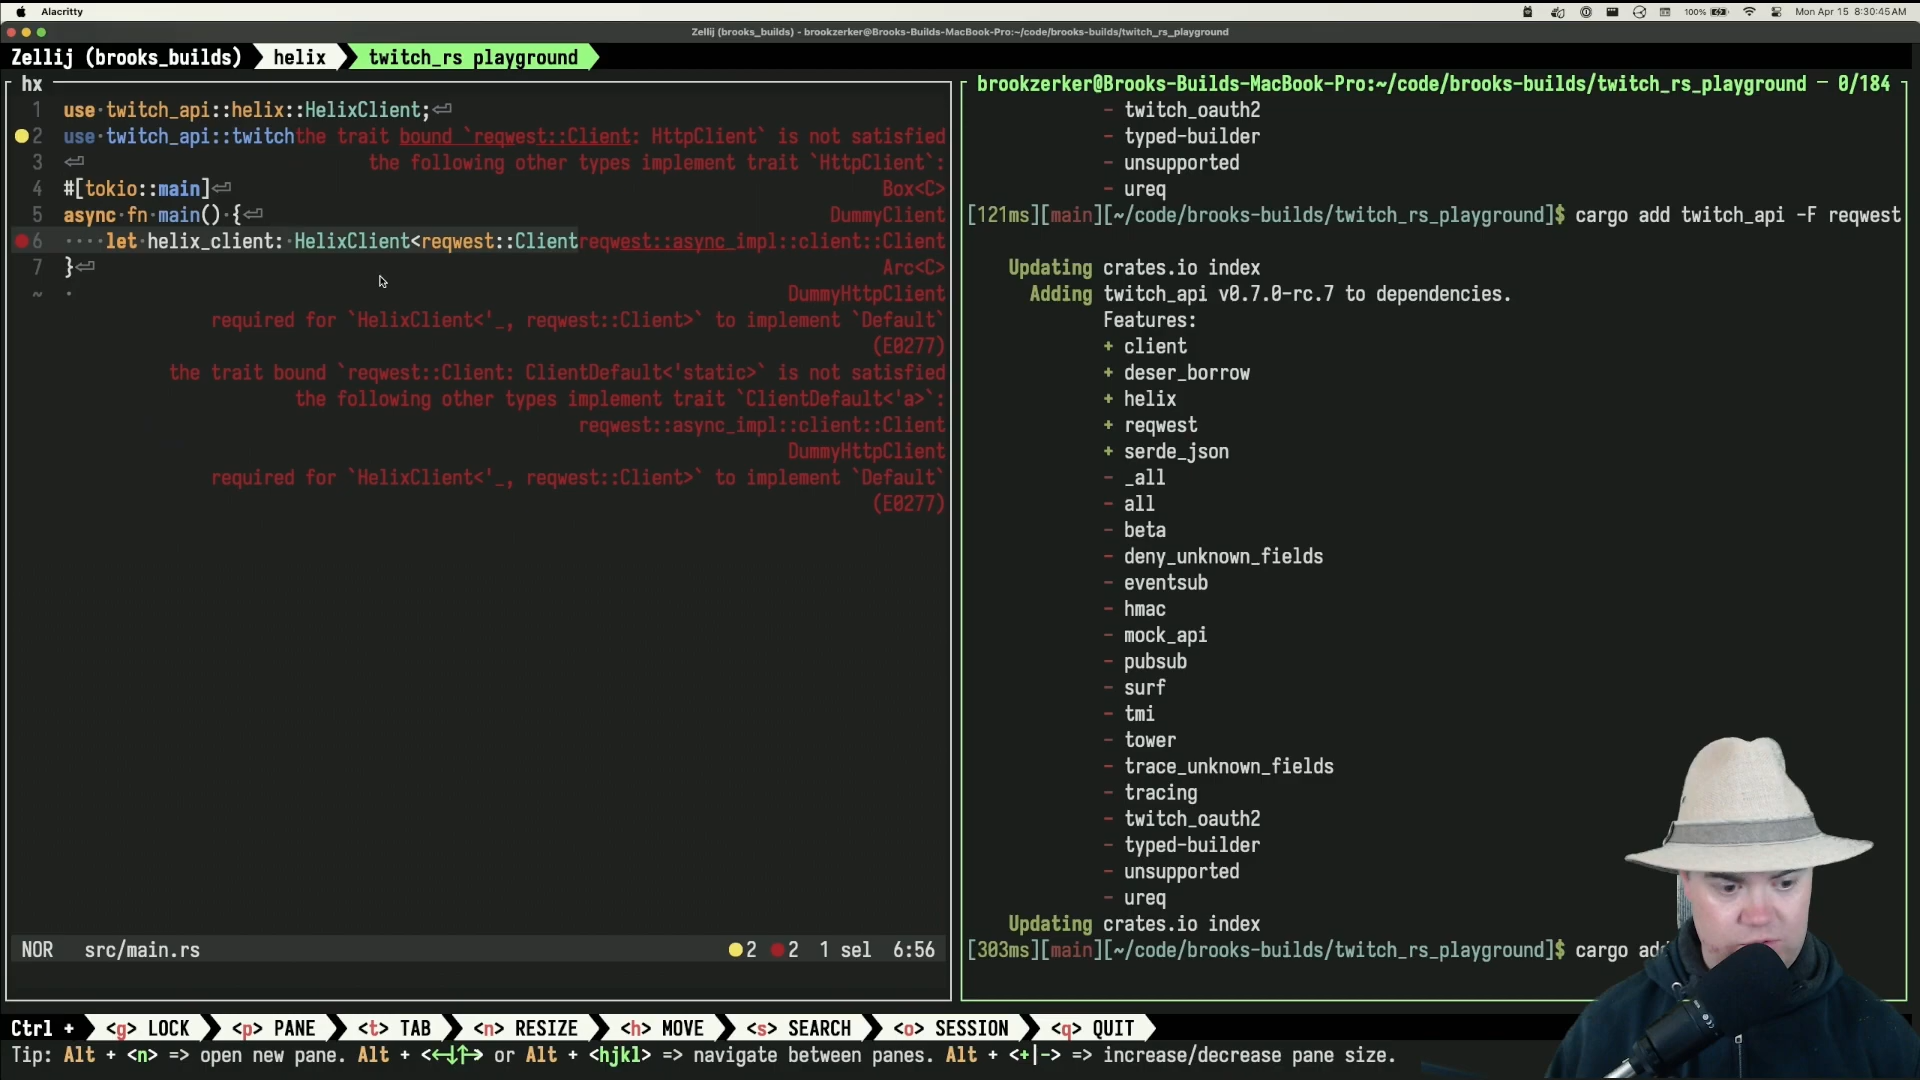 Alacritty
100%
Mon Apr 15 8:30:45 AM
Zellij (brooks_builds) - brookzerker@Brooks-Builds-MacBook-Pro:~/code/brooks-builds/twitch_rs_playground
Zellij (brooks_builds) helix twitch_rs playground
hx
1 use twitch_api::helix::HelixClient;
2 use twitch_api::twitch
the trait bound `reqwest::Client: HttpClient` is not satisfied
3
the following other types implement trait `HttpClient`:
4 #[tokio::main]
Box<C>
5 async fn main() {
DummyClient
6 let helix_client: HelixClient<reqwest::Client
reqwest::async_impl::client::Client
7 }
Arc<C>
~
DummyHttpClient
required for `HelixClient<'_, reqwest::Client>` to implement `Default`
(E0277)
the trait bound `reqwest::Client: ClientDefault<'static>` is not satisfied
the following other types implement trait `ClientDefault<'a>`:
reqwest::async_impl::client::Client
DummyHttpClient
required for `HelixClient<'_, reqwest::Client>` to implement `Default`
(E0277)
NOR src/main.rs 2 2 1 sel 6:56
brookzerker@Brooks-Builds-MacBook-Pro:~/code/brooks-builds/twitch_rs_playground — 0/184
- twitch_oauth2
- typed-builder
- unsupported
- ureq
[121ms][main][~/code/brooks-builds/twitch_rs_playground]$ cargo add twitch_api -F reqwest
Updating crates.io index
Adding twitch_api v0.7.0-rc.7 to dependencies.
Features:
+ client
+ deser_borrow
+ helix
+ reqwest
+ serde_json
- _all
- all
- beta
- deny_unknown_fields
- eventsub
- hmac
- mock_api
- pubsub
- surf
- tmi
- tower
- trace_unknown_fields
- tracing
- twitch_oauth2
- typed-builder
- unsupported
- ureq
Updating crates.io index
[303ms][main][~/code/brooks-builds/twitch_rs_playground]$ cargo add
Ctrl + <g> LOCK <p> PANE <t> TAB <n> RESIZE <h> MOVE <s> SEARCH <o> SESSION <q> QUIT
Tip: Alt + <n> => open new pane. Alt + <←↓↑→> or Alt + <hjkl> => navigate between panes. Alt + <+|-> => increase/decrease pane size.